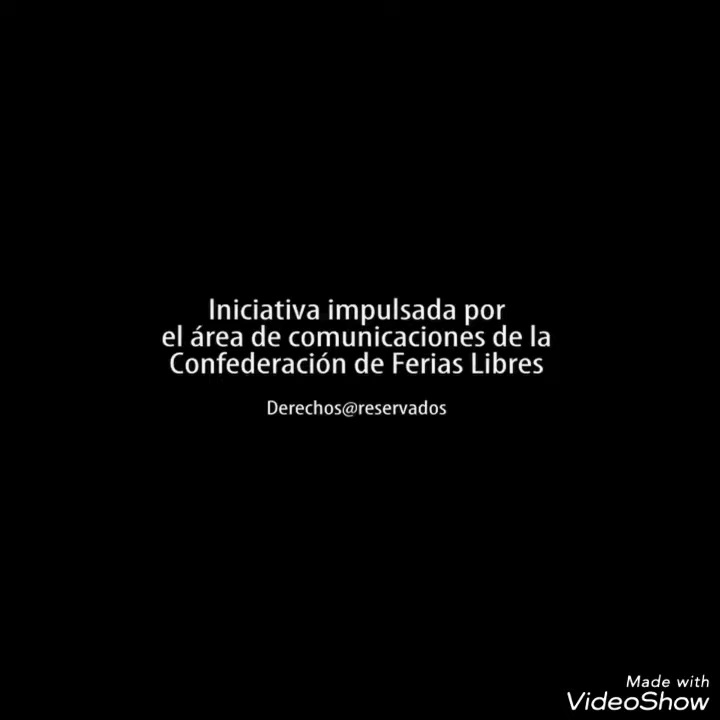 Iniciativa impulsada por
el área de comunicaciones de la
Confederación de Ferias Libres
Derechos@reservados
Made with
VideoShow